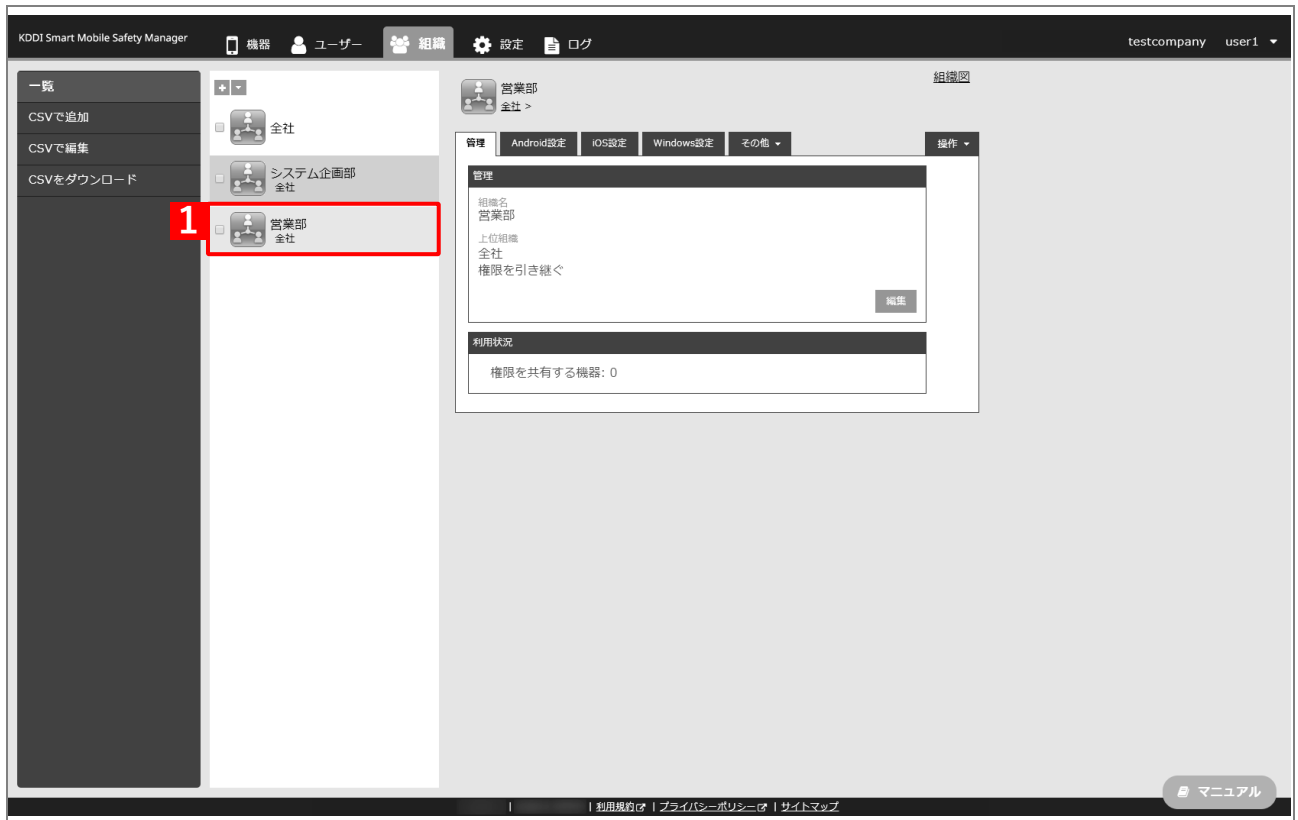 KDDI Smart Mobile Safety Manager
機器 ユーザー 組織 設定 ログ
testcompany user1
一覧
CSVで追加
CSVで編集
CSVをダウンロード
全社
システム企画部
全社
1
営業部
全社
営業部
全社 >
組織図
管理 Android設定 iOS設定 Windows設定 その他 操作
管理
組織名
営業部
上位組織
全社
権限を引き継ぐ
編集
利用状況
権限を共有する機器: 0
マニュアル
| | 利用規約 | プライバシーポリシー | サイトマップ